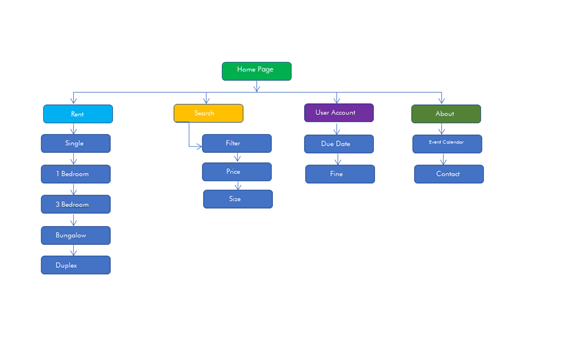 Home Page
Rent
Search
User Account
About
Single
Filter
Due Date
Event Calendar
1 Bedroom
Price
Fine
Contact
3 Bedroom
Size
Bungalow
Duplex